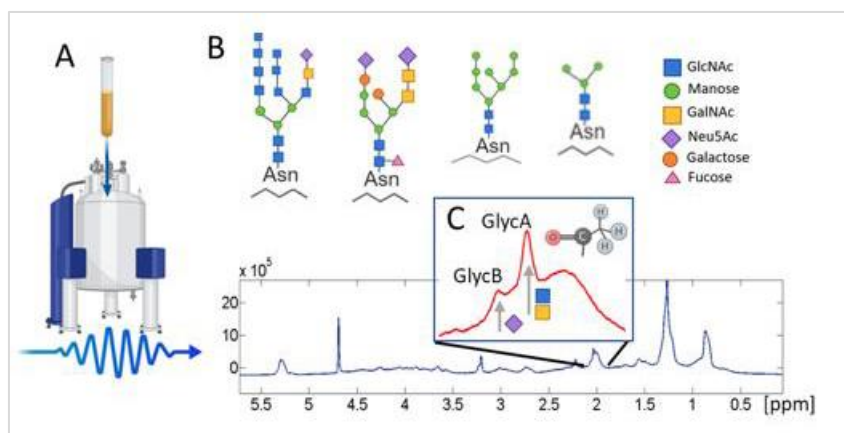 A
B
GlcNAc
Manose
GalNAc
Neu5Ac
Galactose
Fucose
Asn
Asn
Asn
Asn
C
GlycA
GlycB
O
C
H
H
H
x 10⁵
20
10
0
5.5 5 4.5 4 3.5 3 2.5 2 1.5 1 0.5 [ppm]